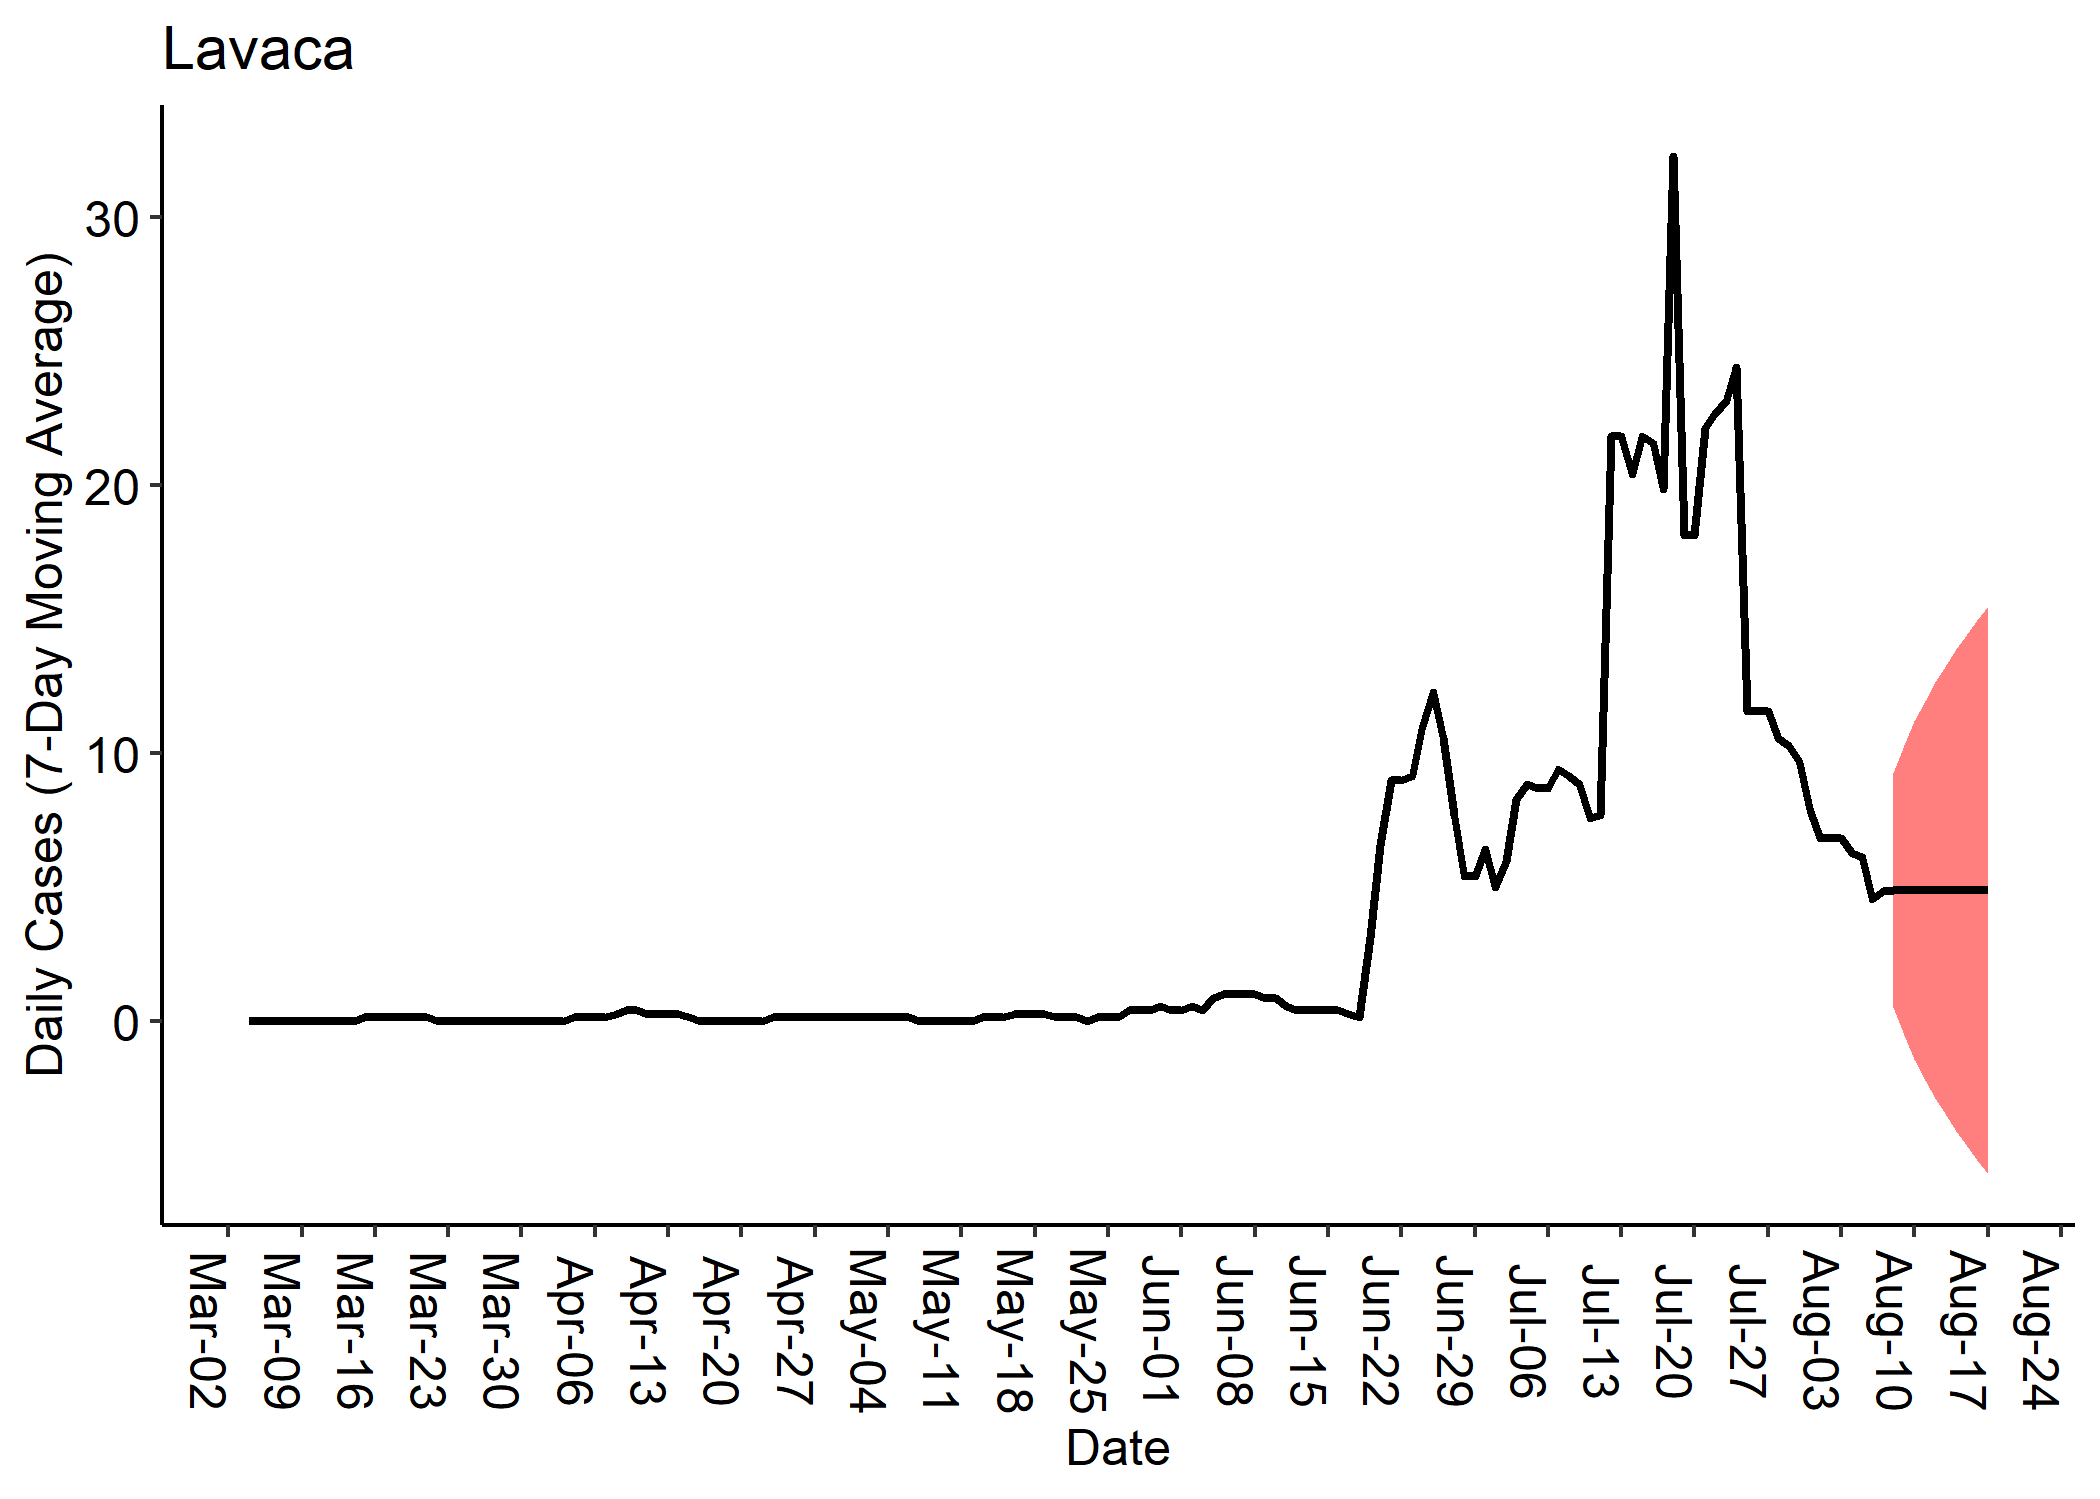 Lavaca
Daily Cases (7-Day Moving Average)
30
20
10
0
Mar-02
Mar-09
Mar-16
Mar-23
Mar-30
Apr-06
Apr-13
Apr-20
Apr-27
May-04
May-11
May-18
May-25
Jun-01
Jun-08
Jun-15
Jun-22
Jun-29
Jul-06
Jul-13
Jul-20
Jul-27
Aug-03
Aug-10
Aug-17
Aug-24
Date